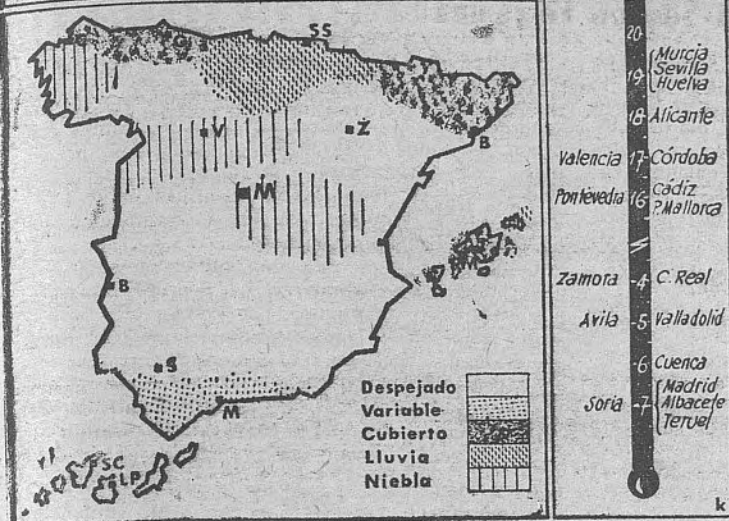 SS
V
Z
B
M
B
S
M
SC
LP
Despejado
Variable
Cubierto
Lluvia
Niebla
20
19 Murcia
Sevilla
Huelva
18 Alicante
Valencia 17 Córdoba
Pontevedra 16 Cádiz
P. Mallorca
Zamora -4 C. Real
Avila -5 Valladolid
-6 Cuenca
Soria -7 Madrid
Albacete
Teruel
k